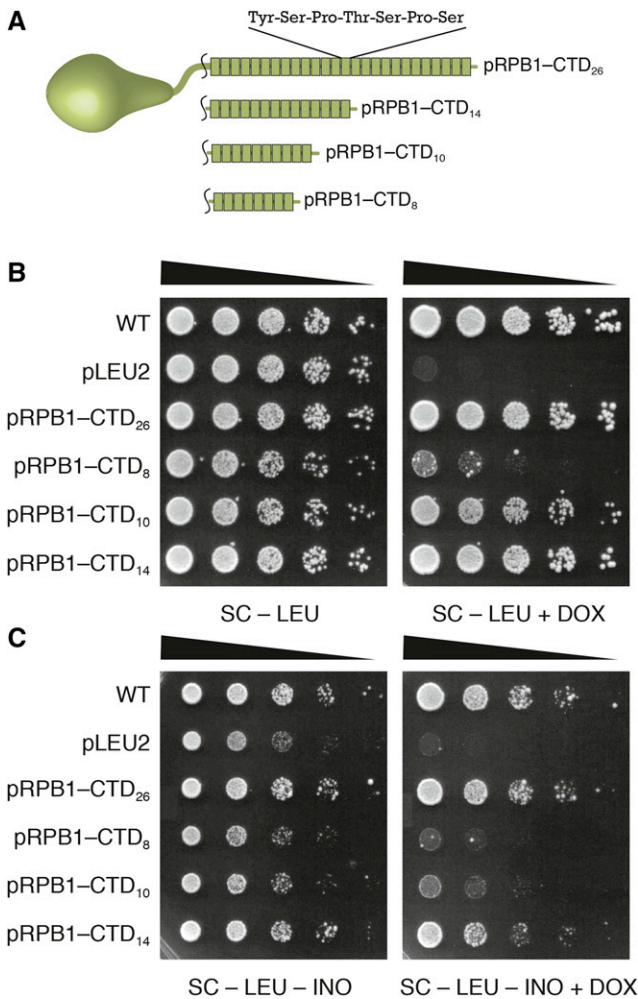 A
Tyr-Ser-Pro-Thr-Ser-Pro-Ser
pRPB1–CTD26
pRPB1–CTD14
pRPB1–CTD10
pRPB1–CTD8
B
WT
pLEU2
pRPB1–CTD26
pRPB1–CTD8
pRPB1–CTD10
pRPB1–CTD14
SC – LEU
SC – LEU + DOX
C
WT
pLEU2
pRPB1–CTD26
pRPB1–CTD8
pRPB1–CTD10
pRPB1–CTD14
SC – LEU – INO
SC – LEU – INO + DOX